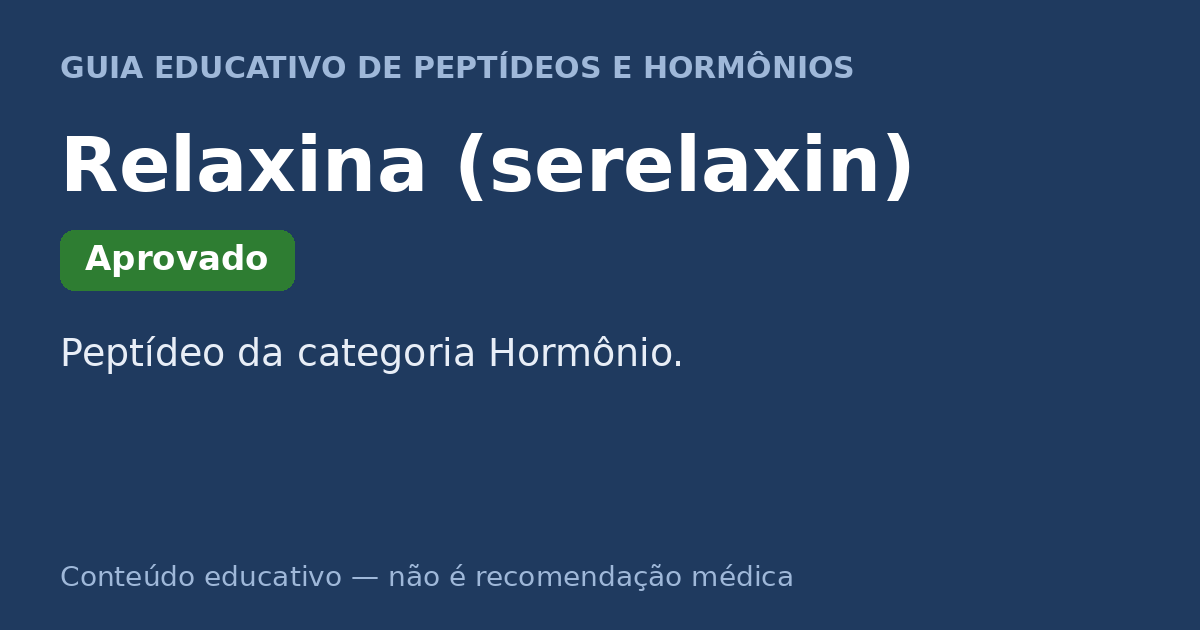 GUIA EDUCATIVO DE PEPTÍDEOS E HORMÔNIOS
Relaxina (serelaxin)
Aprovado
Peptídeo da categoria Hormônio.
Conteúdo educativo — não é recomendação médica